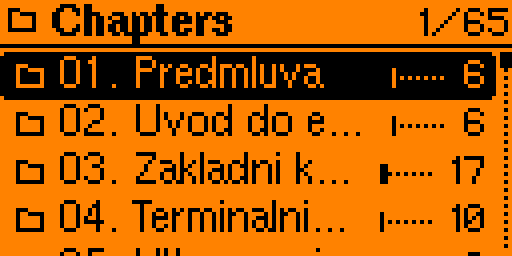 Chapters 1/65
01. Predmluva 6
02. Uvod do e... 6
03. Zakladni k... 17
04. Terminalni... 10